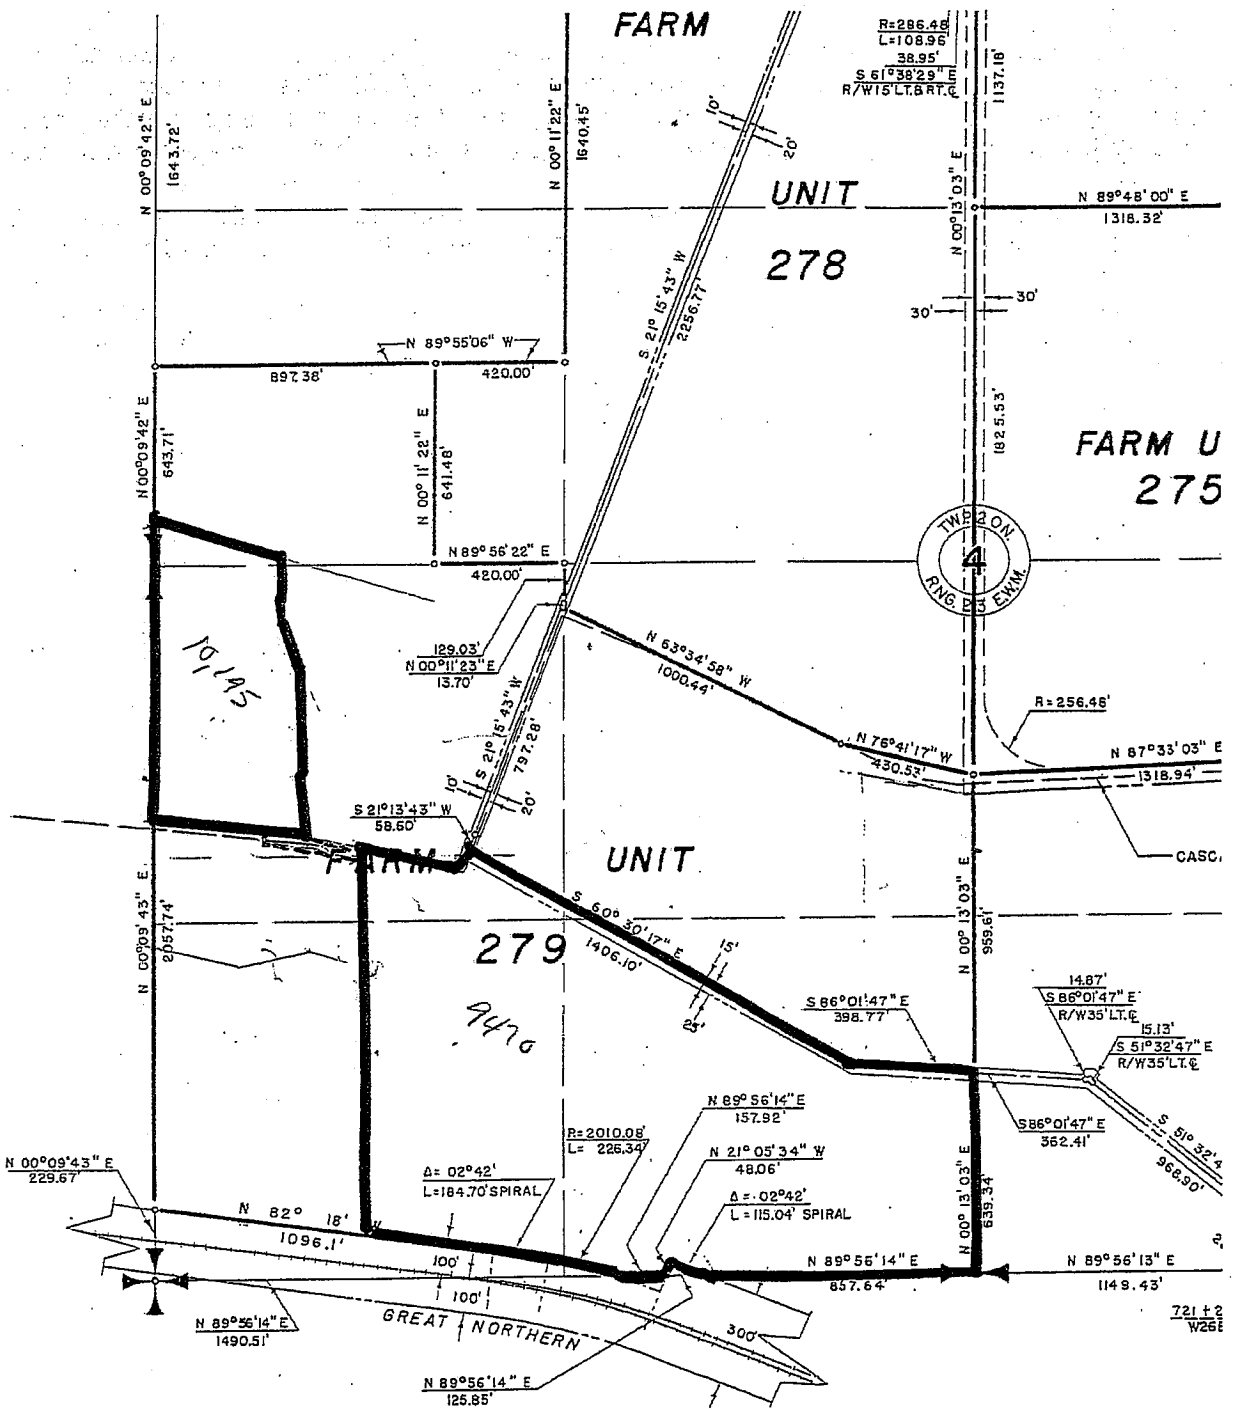 FARM
R=286.48'
L=108.96'
38.95'
S 61°38'29" E
R/W15'LT.&RT.℄
1137.18'
N 00°09'42" E
1643.72'
N 00°11'22" E
1640.45'
10'
20'
UNIT
278
N 00°13'03" E
N 89°48'00" E
1318.32'
S 21° 15'43" W
2256.77'
30'
30'
N 89°55'06" W
897.38'
420.00'
N 00°09'42" E
643.71'
N 00° 11' 22" E
641.48'
1825.53'
FARM U
275
TWP. 20N.
4
RNG. 23 E.W.M.
N 89° 56' 22" E
420.00'
129.03'
N 00°11'23" E
13.70'
N 63°34'58" W
1000.44'
S 21° 15'43" W
797.28'
R=256.48'
N 76°41'17" W
430.53'
N 87°33'03" E
1318.94'
10'
20'
S 21°13'43" W
58.60'
FARM
UNIT
CASC
N 00°09'43" E
2057.74'
279
S 60° 30'17" E
1406.10'
15'
25'
N 00° 13' 03" E
959.61'
9470
S 86°01'47" E
398.77'
14.87'
S 86°01'47" E
R/W35'LT.℄
15.13'
S 51°32'47" E
R/W35'LT.℄
N 89° 56'14" E
157.92'
R=2010.08'
L= 226.34'
N 21° 05'34" W
48.06'
S86°01'47" E
362.41'
S 51° 32'4
968.90'
N 00°09'43" E
229.67'
Δ= 02°42'
L=184.70' SPIRAL
Δ= 02°42'
L=115.04' SPIRAL
N 00° 13'03" E
639.34'
N 82° 18'
1096.1'
100'
N 89°56'14" E
857.64'
N 89°56'13" E
1149.43'
100'
N 89°56'14" E
1490.51'
GREAT NORTHERN
300'
721+2
W26E
N 89°56'14" E
125.85'